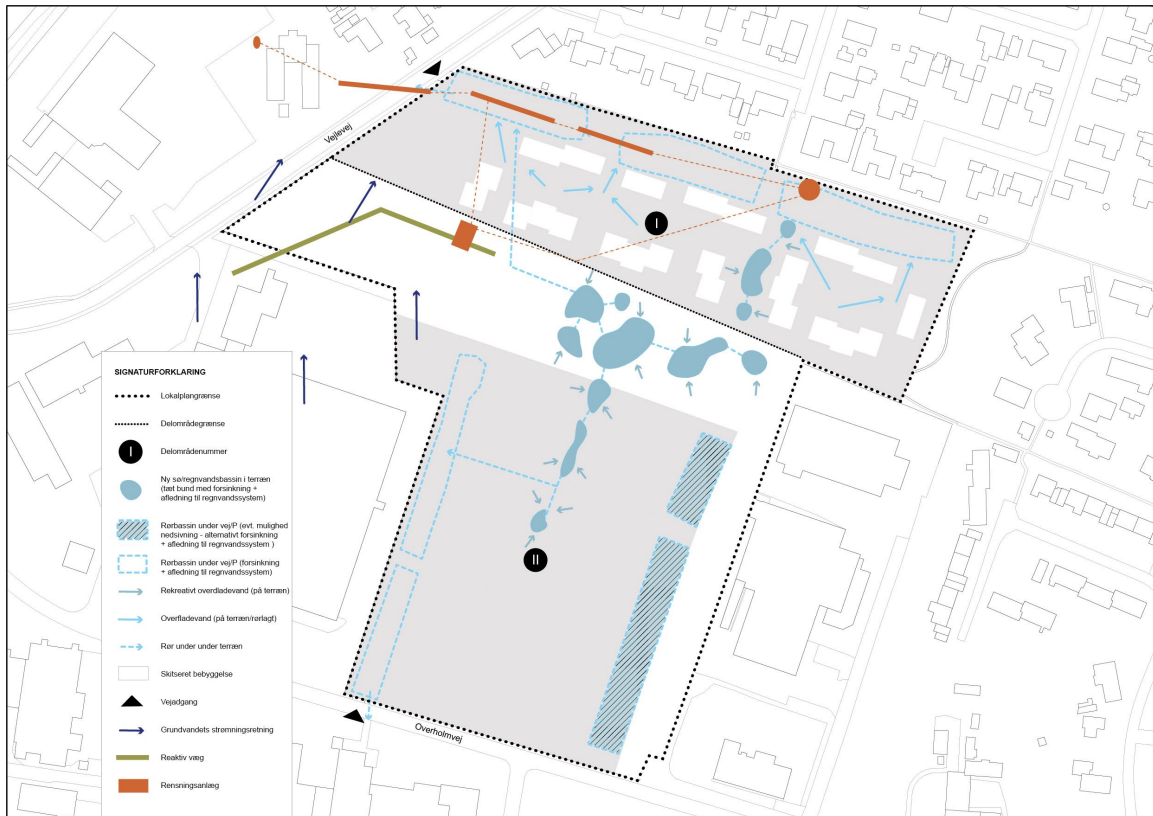 Vejlevej
I
II
Overholmvej
SIGNATURFORKLARING
Lokalplangrænse
Delområdegrænse
I
Delområdenummer
Ny sø/regnvandsbassin i terræn
(tæt bund med forsinkning +
afledning til regnvandssystem)
Rørbassin under vej/P (evt. mulighed
nedsivning - alternativt forsinkning
+ afledning til regnvandssystem )
Rørbassin under vej/P (forsinkning
+ afledning til regnvandssystem)
Rekreativt overdladevand (på terræn)
Overfladevand (på terræn/rørlagt)
Rør under under terræn
Skitseret bebyggelse
Vejadgang
Grundvandets strømningsretning
Reaktiv væg
Rensningsanlæg